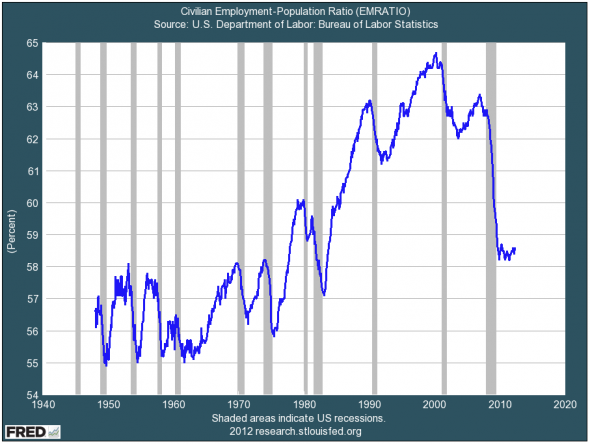 Civilian Employment-Population Ratio (EMRATIO)
Source: U.S. Department of Labor: Bureau of Labor Statistics
65
64
63
62
61
60
59
58
57
56
55
54
(Percent)
1940 1950 1960 1970 1980 1990 2000 2010 2020
Shaded areas indicate US recessions.
FRED 2012 research.stlouisfed.org